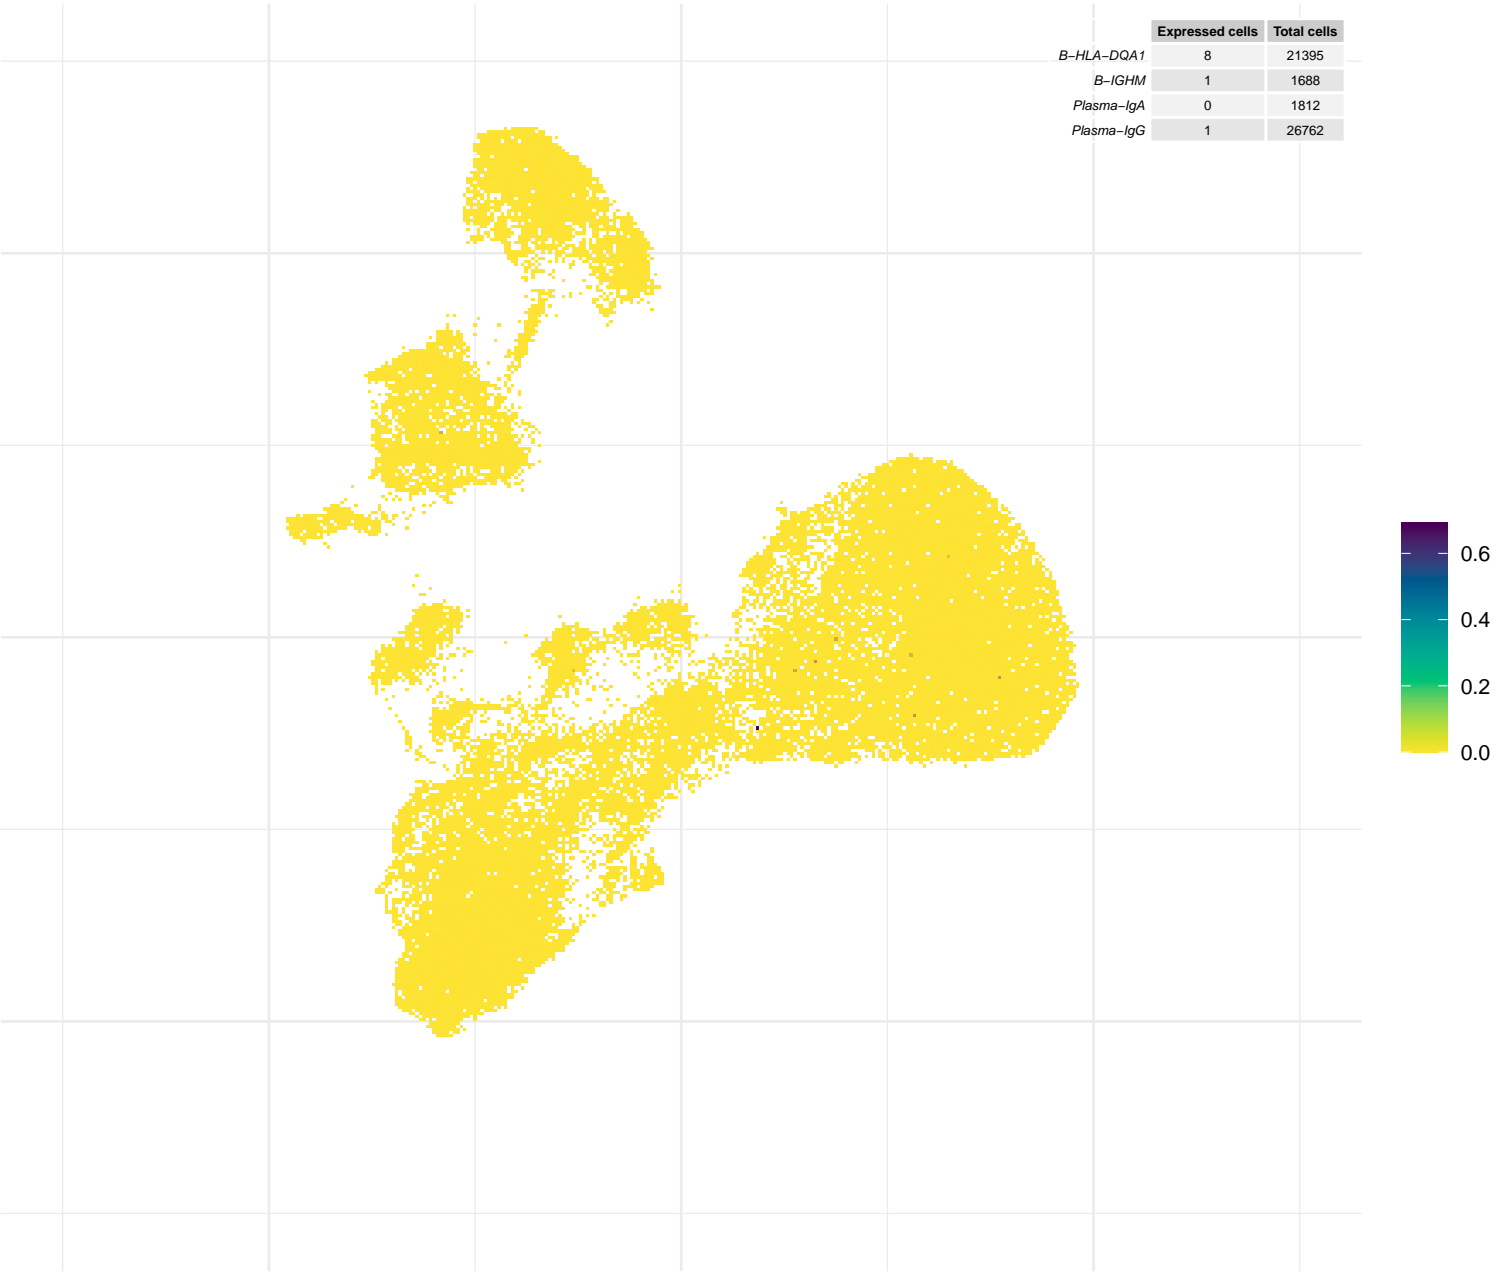 Expressed cells Total cells
B−HLA−DQA1 8 21395
B−IGHM 1 1688
Plasma−IgA 0 1812
Plasma−IgG 1 26762
0.6
0.4
0.2
0.0